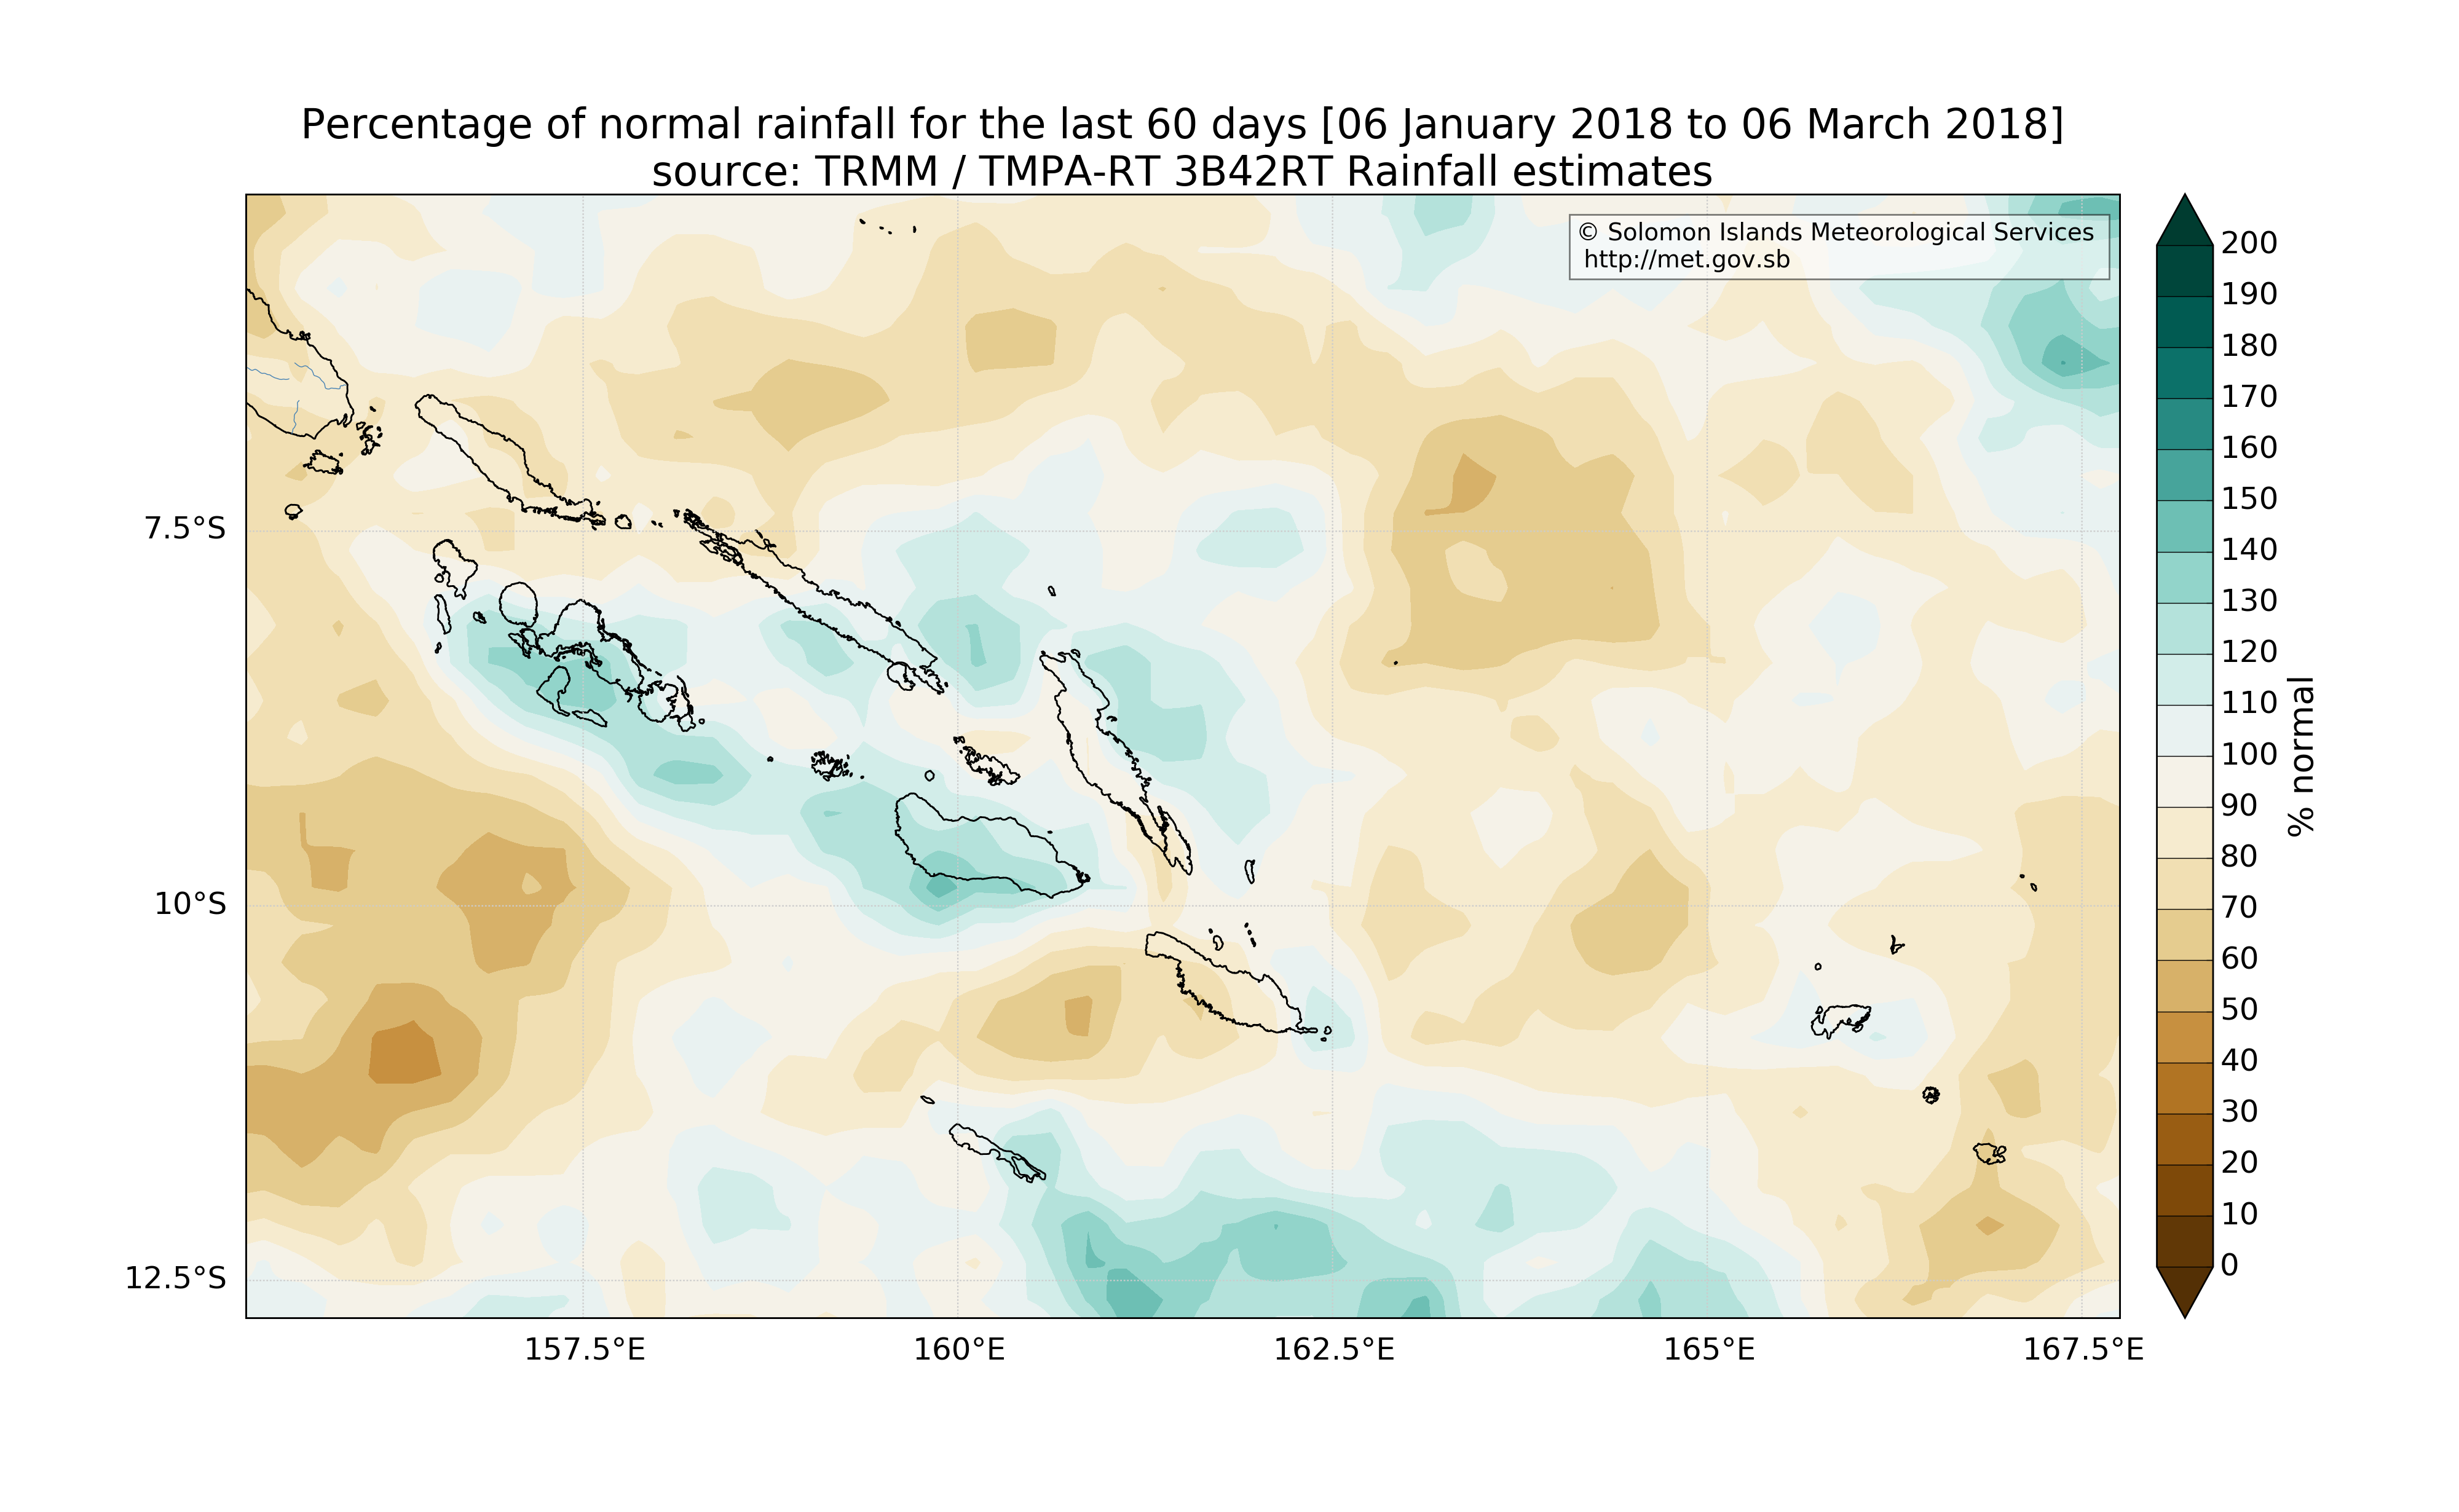 Percentage of normal rainfall for the last 60 days [06 January 2018 to 06 March 2018]
source: TRMM / TMPA-RT 3B42RT Rainfall estimates
© Solomon Islands Meteorological Services
http://met.gov.sb
7.5°S
10°S
12.5°S
157.5°E
160°E
162.5°E
165°E
167.5°E
200
190
180
170
160
150
140
130
120
110
100
90
80
70
60
50
40
30
20
10
0
% normal